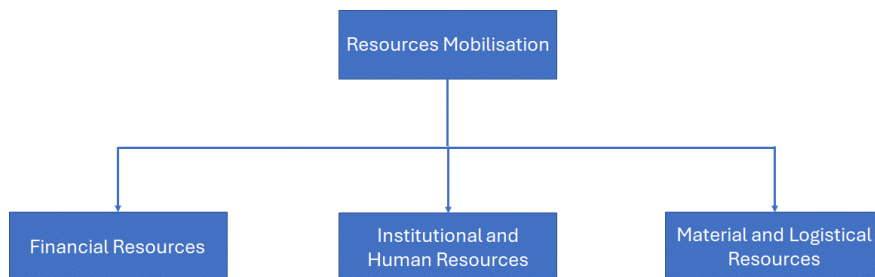 Resources Mobilisation
Financial Resources
Institutional and
Human Resources
Material and Logistical
Resources